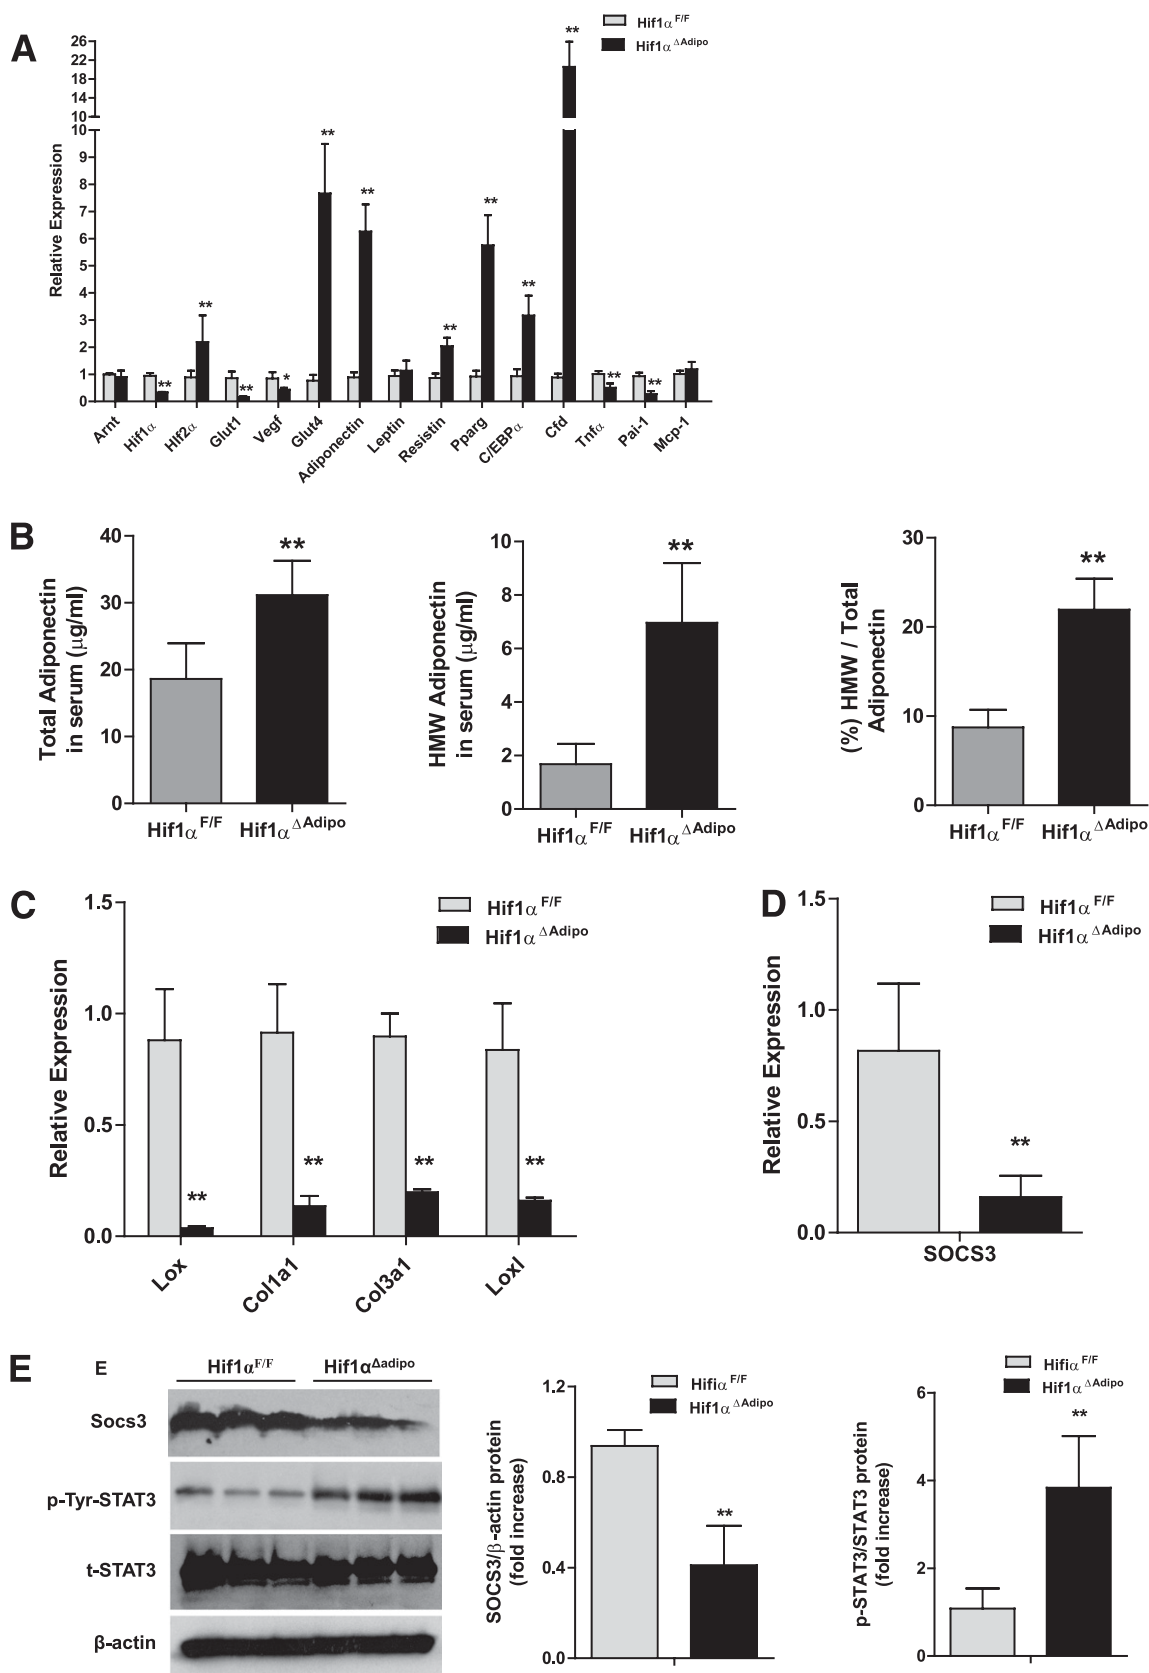 A
Hif1α F/F
Hif1α ΔAdipo
Relative Expression
26
22
18
14
10
10
9
8
7
6
5
4
3
2
1
0
** ** ** * ** ** ** ** ** ** ** **
Arnt Hif1α HIf2α Glut1 Vegf Glut4 Adiponectin Leptin Resistin Pparg C/EBPα Cfd Tnfα Pai-1 Mcp-1
B
Total Adiponectin
in serum (μg/ml)
40
30
20
10
0
**
Hif1α F/F Hif1α ΔAdipo
HMW Adiponectin
in serum (μg/ml)
10
8
6
4
2
0
**
Hif1α F/F Hif1α ΔAdipo
(%) HMW / Total
Adiponectin
30
20
10
0
**
Hif1α F/F Hif1α ΔAdipo
C
Hif1α F/F
Hif1α ΔAdipo
Relative Expression
1.5
1.0
0.5
0.0
** ** ** **
Lox Col1a1 Col3a1 Loxl
D
Hif1α F/F
Hif1α ΔAdipo
Relative Expression
1.5
1.0
0.5
0.0
**
SOCS3
E
E
Hif1α F/F Hif1α Δadipo
Socs3
p-Tyr-STAT3
t-STAT3
β-actin
Hifiα F/F
Hif1α ΔAdipo
SOCS3/β-actin protein
(fold increase)
1.2
0.8
0.4
0.0
**
Hifiα F/F
Hif1α ΔAdipo
p-STAT3/STAT3 protein
(fold increase)
6
4
2
0
**